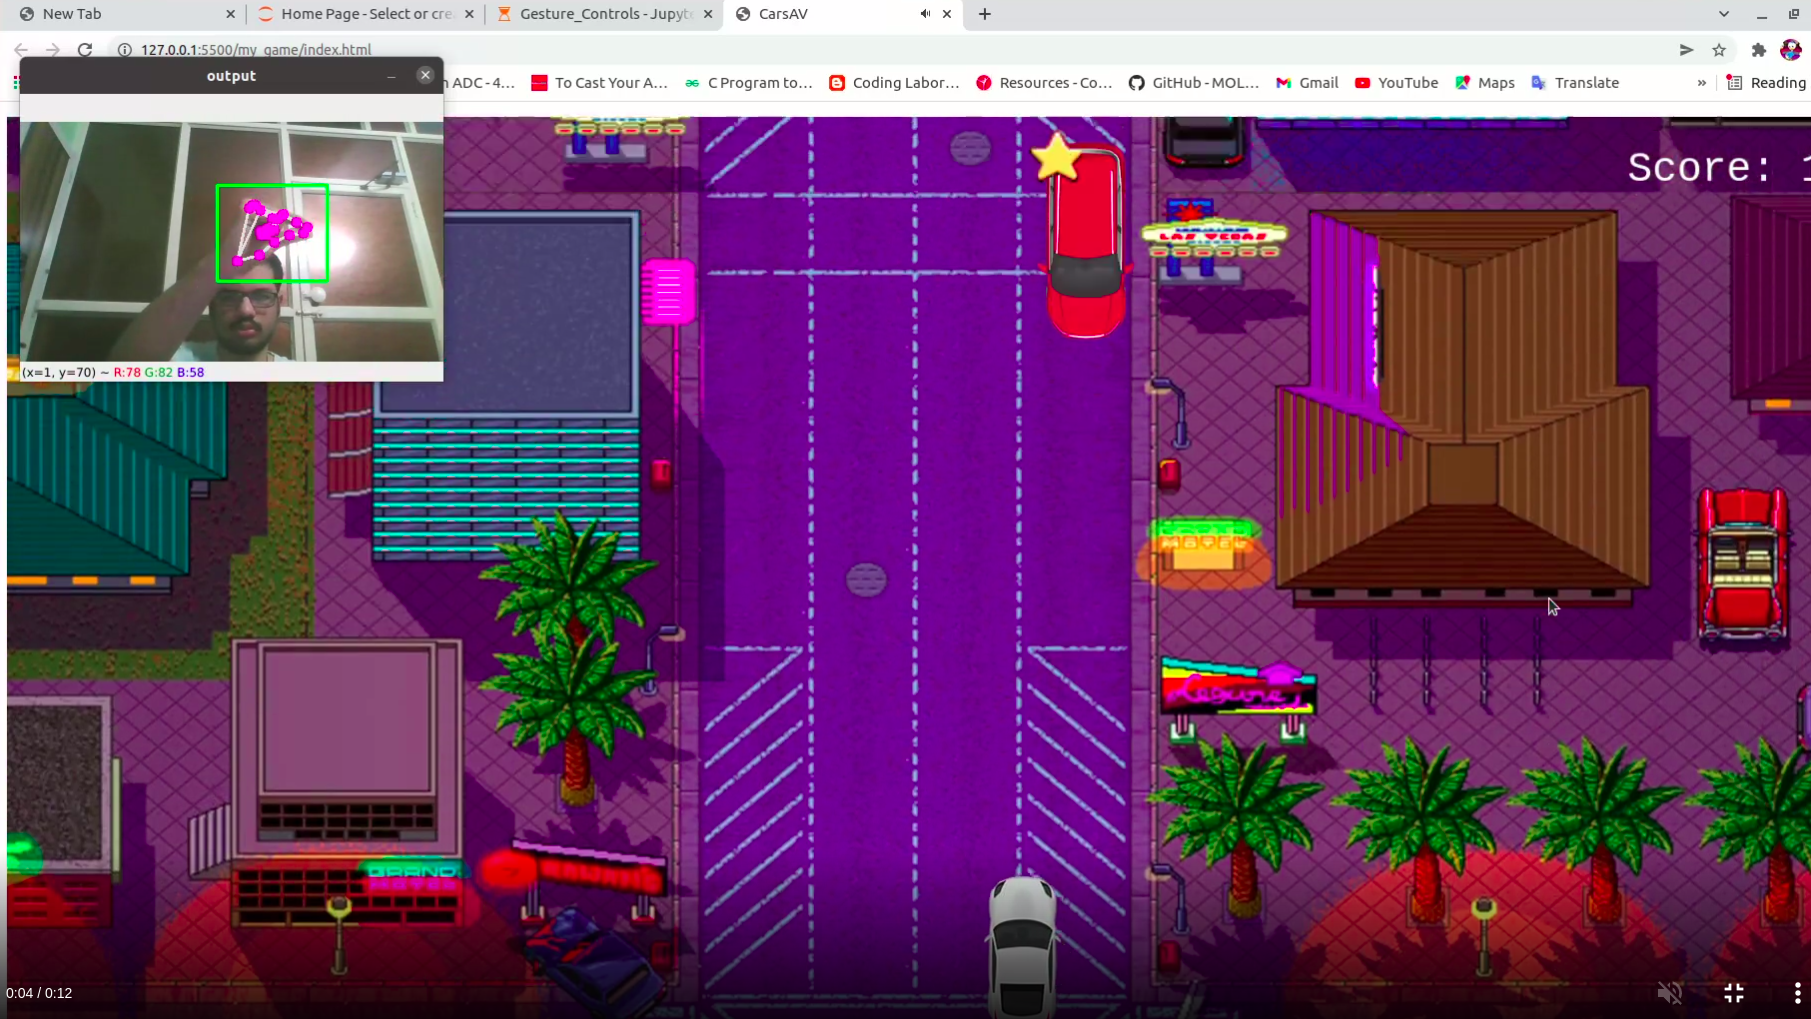 New Tab
Home Page - Select or cre
Gesture_Controls - Jupyte
CarsAV
127.0.0.1:5500/my_game/index.html
output
ADC - 4...
To Cast Your A...
C Program to...
Coding Labor...
Resources - Co...
GitHub - MOL...
Gmail
YouTube
Maps
Translate
»
Reading
Score: 1
LAS VEGAS
MOTEL
GRAND
MOTEL
(x=1, y=70) ~ R:78 G:82 B:58
0:04 / 0:12